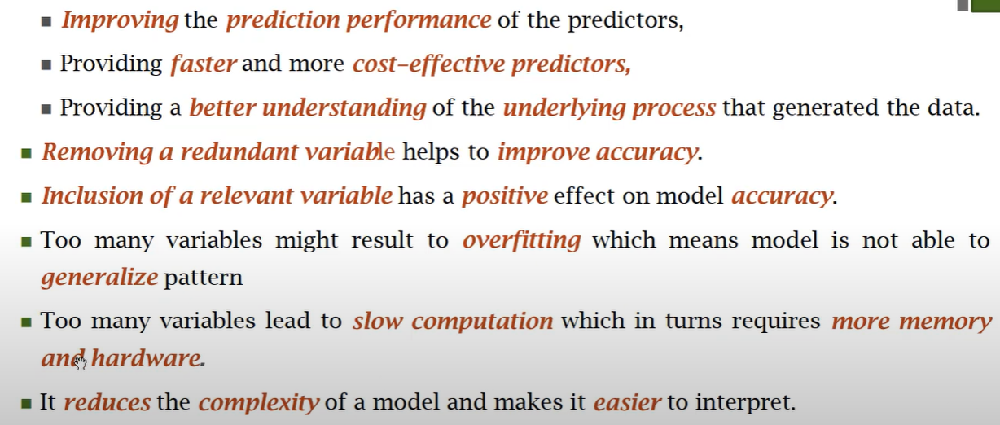 Improving the prediction performance of the predictors,
Providing faster and more cost-effective predictors,
Providing a better understanding of the underlying process that generated the data.
Removing a redundant variable helps to improve accuracy.
Inclusion of a relevant variable has a positive effect on model accuracy.
Too many variables might result to overfitting which means model is not able to
generalize pattern
Too many variables lead to slow computation which in turns requires more memory
and hardware.
It reduces the complexity of a model and makes it easier to interpret.